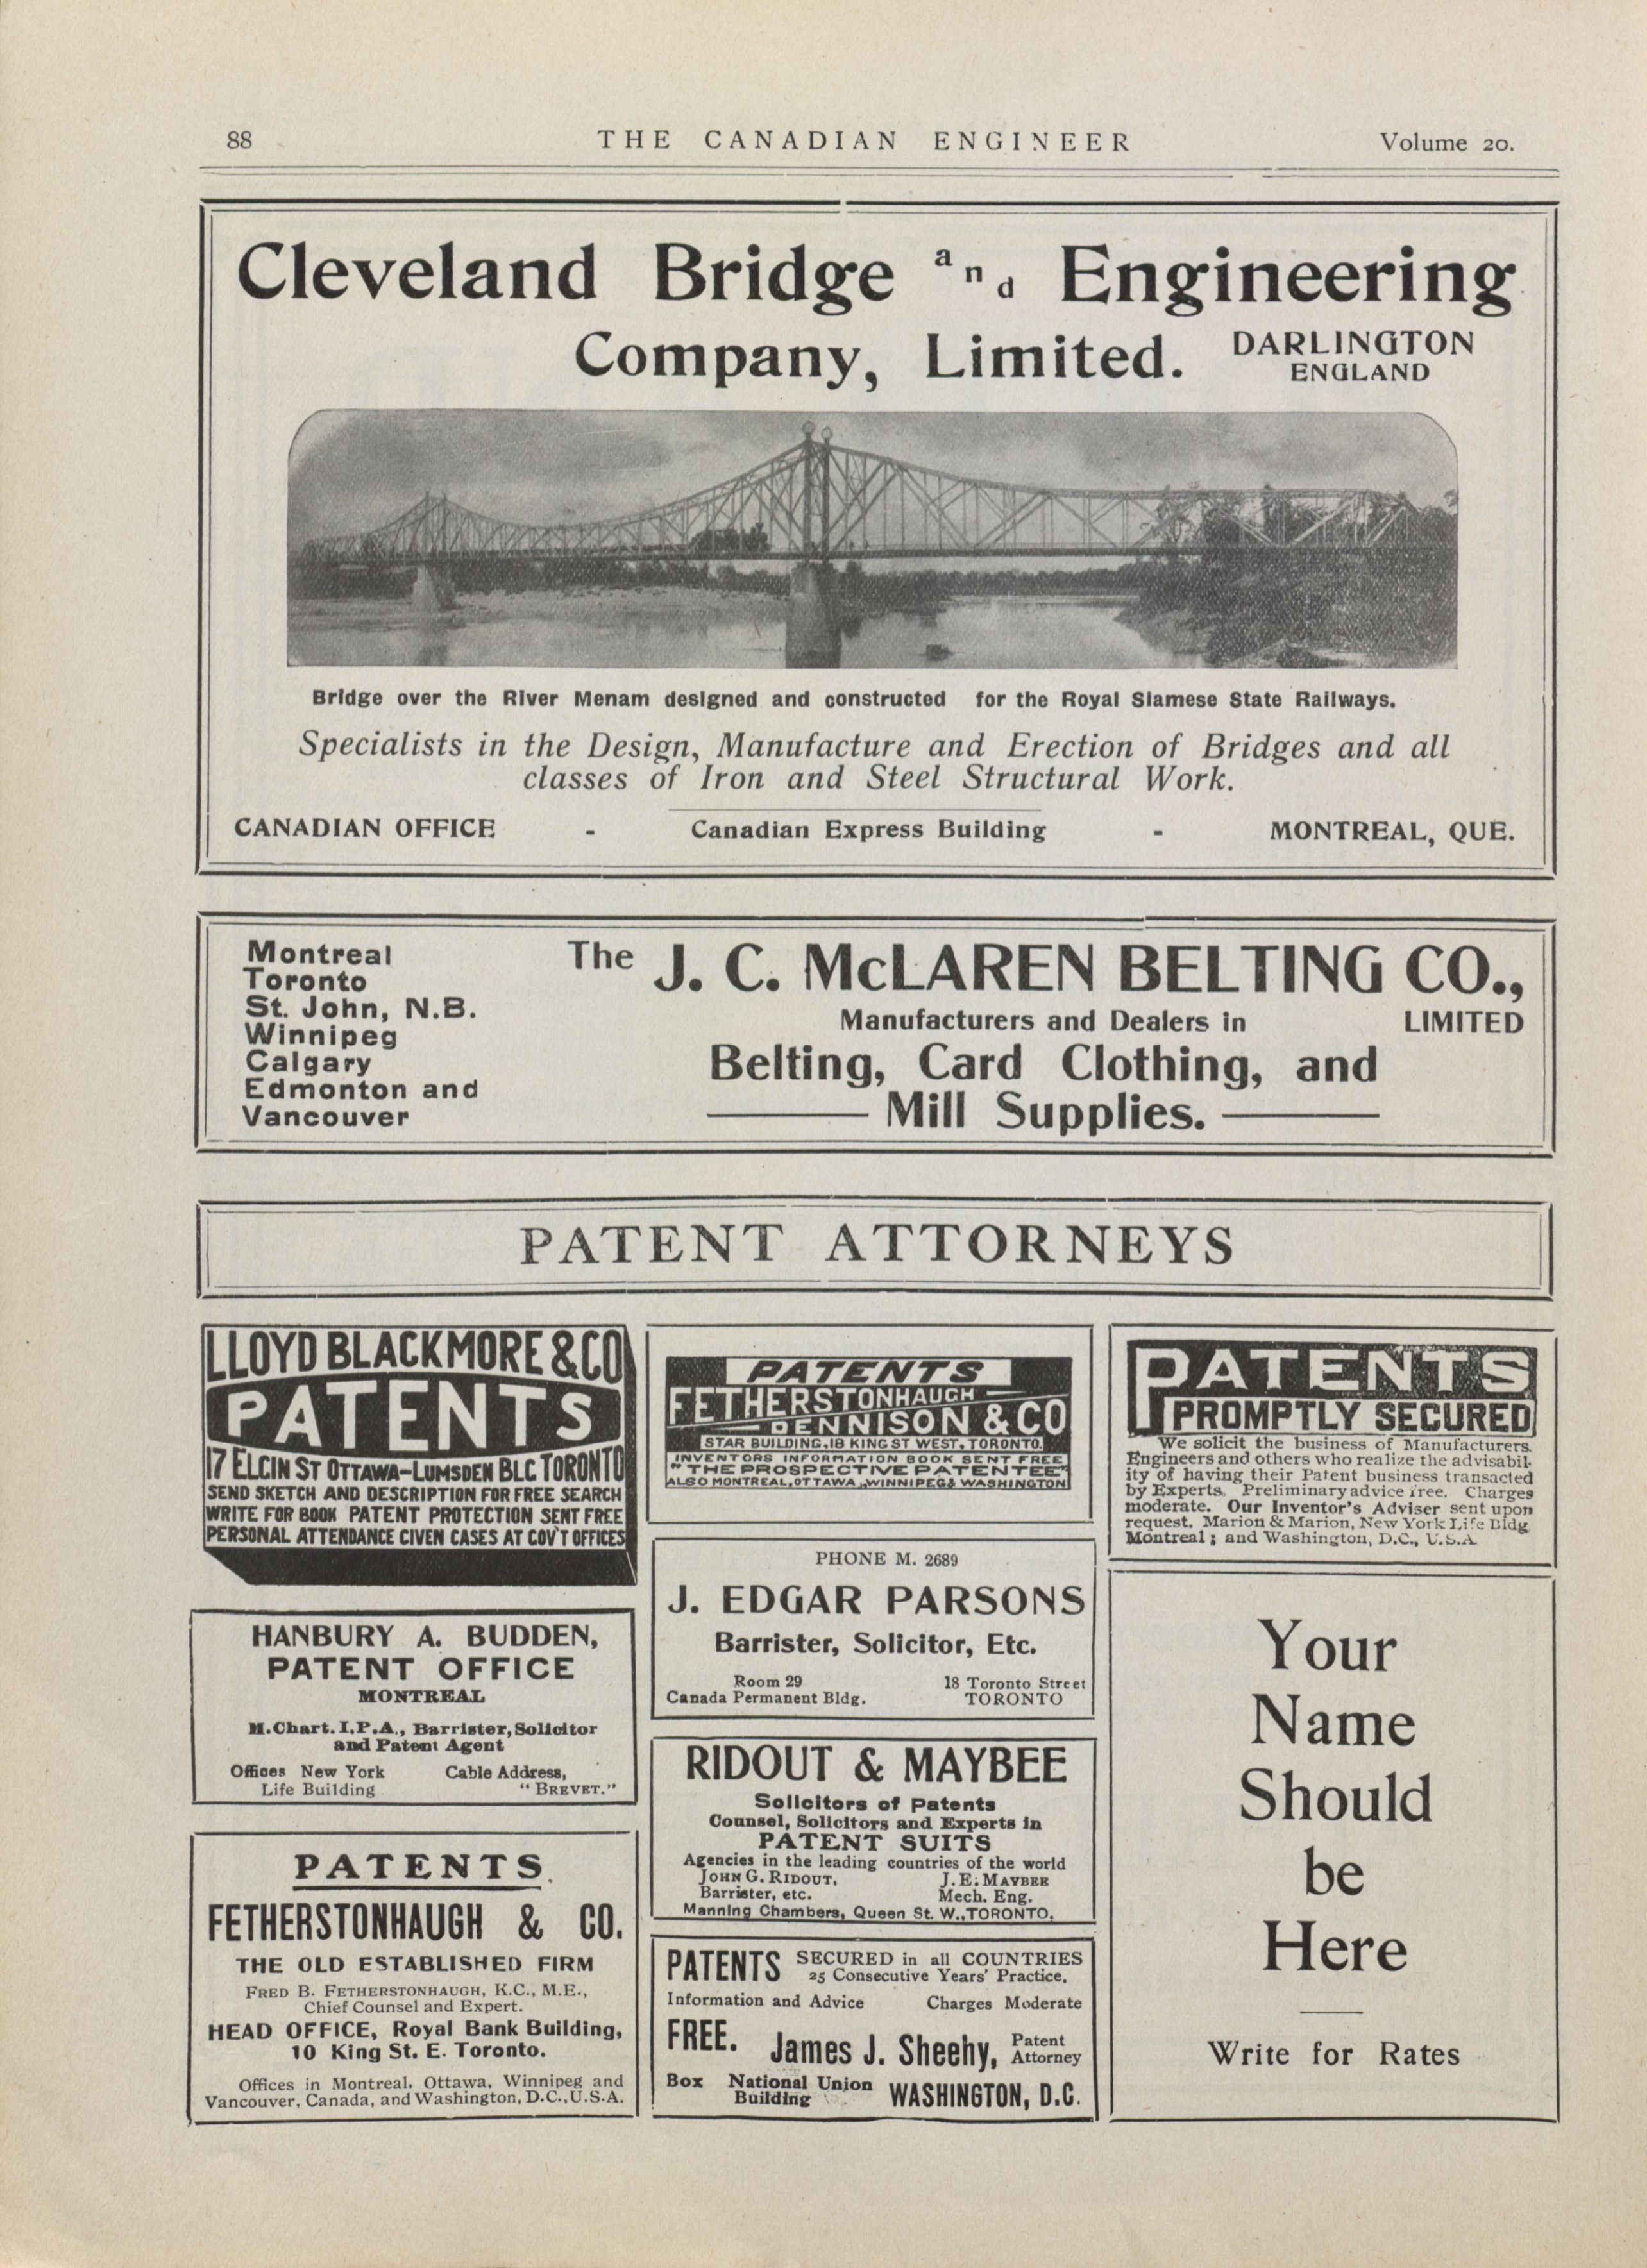 88
THE CANADIAN ENGINEER
Volume 20.
Cleveland Bridge and Engineering
Company, Limited. DARLINGTON
ENGLAND
Bridge over the River Menam designed and constructed for the Royal Siamese State Railways.
Specialists in the Design, Manufacture and Erection of Bridges and all
classes of Iron and Steel Structural Work.
CANADIAN OFFICE - Canadian Express Building - MONTREAL, QUE.
Montreal
Toronto
St. John, N.B.
Winnipeg
Calgary
Edmonton and
Vancouver
The J. C. McLAREN BELTING CO.,
Manufacturers and Dealers in LIMITED
Belting, Card Clothing, and
Mill Supplies.
PATENT ATTORNEYS
LLOYD BLACKMORE & CO
PATENTS
17 ELGIN ST OTTAWA-LUMSDEN BLG TORONTO
SEND SKETCH AND DESCRIPTION FOR FREE SEARCH
WRITE FOR BOOK PATENT PROTECTION SENT FREE
PERSONAL ATTENDANCE GIVEN CASES AT GOV'T OFFICES
HANBURY A. BUDDEN,
PATENT OFFICE
MONTREAL
M.Chart.I.P.A., Barrister, Solicitor
and Patent Agent
Offices New York Cable Address,
Life Building "BREVET."
PATENTS
FETHERSTONHAUGH & CO.
THE OLD ESTABLISHED FIRM
FRED B. FETHERSTONHAUGH, K.C., M.E.,
Chief Counsel and Expert.
HEAD OFFICE, Royal Bank Building,
10 King St. E. Toronto.
Offices in Montreal, Ottawa, Winnipeg and
Vancouver, Canada, and Washington, D.C., U.S.A.
PATENTS
FETHERSTONHAUGH
DENNISON & CO
STAR BUILDING, 18 KING ST WEST, TORONTO.
INVENTORS INFORMATION BOOK SENT FREE
"THE PROSPECTIVE PATENTEE"
ALSO MONTREAL, OTTAWA, WINNIPEG & WASHINGTON
PHONE M. 2689
J. EDGAR PARSONS
Barrister, Solicitor, Etc.
Room 29 18 Toronto Street
Canada Permanent Bldg. TORONTO
RIDOUT & MAYBEE
Solicitors of Patents
Counsel, Solicitors and Experts in
PATENT SUITS
Agencies in the leading countries of the world
JOHN G. RIDOUT, J. E. MAYBEE
Barrister, etc. Mech. Eng.
Manning Chambers, Queen St. W., TORONTO.
PATENTS SECURED in all COUNTRIES
25 Consecutive Years' Practice.
Information and Advice Charges Moderate
FREE. James J. Sheehy, Patent
Attorney
Box National Union
Building WASHINGTON, D.C.
PATENTS
PROMPTLY SECURED
We solicit the business of Manufacturers
Engineers and others who realize the advisabil-
ity of having their Patent business transacted
by Experts. Preliminary advice free. Charges
moderate. Our Inventor's Adviser sent upon
request. Marion & Marion, New York Life Bldg
Montreal ; and Washington, D.C., U.S.A.
Your
Name
Should
be
Here
Write for Rates